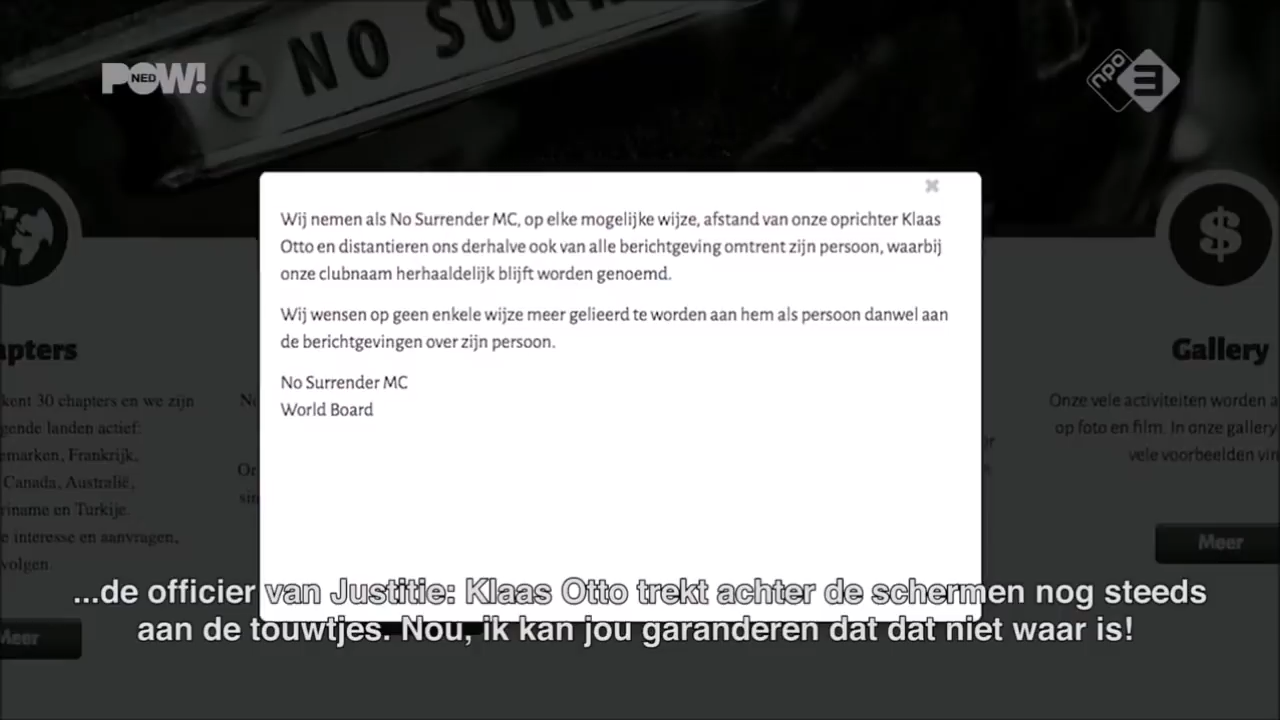 NO SURR
POW!
NED
npo
3
Wij nemen als No Surrender MC, op elke mogelijke wijze, afstand van onze oprichter Klaas
Otto en distantieren ons derhalve ook van alle berichtgeving omtrent zijn persoon, waarbij
onze clubnaam herhaaldelijk blijft worden genoemd.
Wij wensen op geen enkele wijze meer gelieerd te worden aan hem als persoon danwel aan
de berichtgevingen over zijn persoon.
No Surrender MC
World Board
apters
kent 30 chapters en we zijn
gende landen actief:
emarken, Frankrijk,
Canada, Australië,
riname en Turkije.
e interesse en aanvragen,
volgen.
Meer
$
Gallery
Onze vele activiteiten worden a
op foto en film. In onze gallery
vele voorbeelden vin
Meer
...de officier van Justitie: Klaas Otto trekt achter de schermen nog steeds
aan de touwtjes. Nou, ik kan jou garanderen dat dat niet waar is!